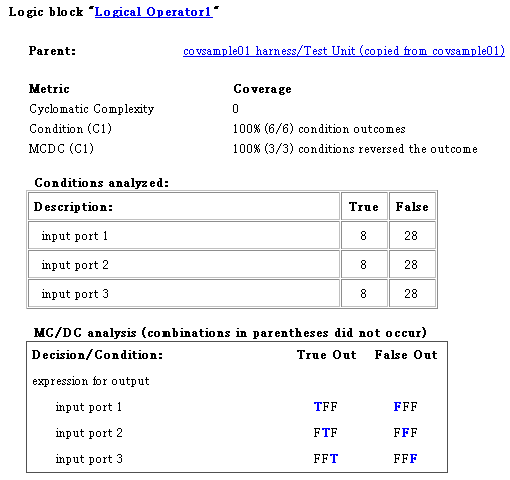 Logic block "Logical Operator1"
Parent: covsample01 harness/Test Unit (copied from covsample01)
Metric Coverage
Cyclomatic Complexity 0
Condition (C1) 100% (6/6) condition outcomes
MCDC (C1) 100% (3/3) conditions reversed the outcome
Conditions analyzed:
Description: True False
input port 1 8 28
input port 2 8 28
input port 3 8 28
MC/DC analysis (combinations in parentheses did not occur)
Decision/Condition: True Out False Out
expression for output
input port 1 TFF FFF
input port 2 FTF FFF
input port 3 FFT FFF